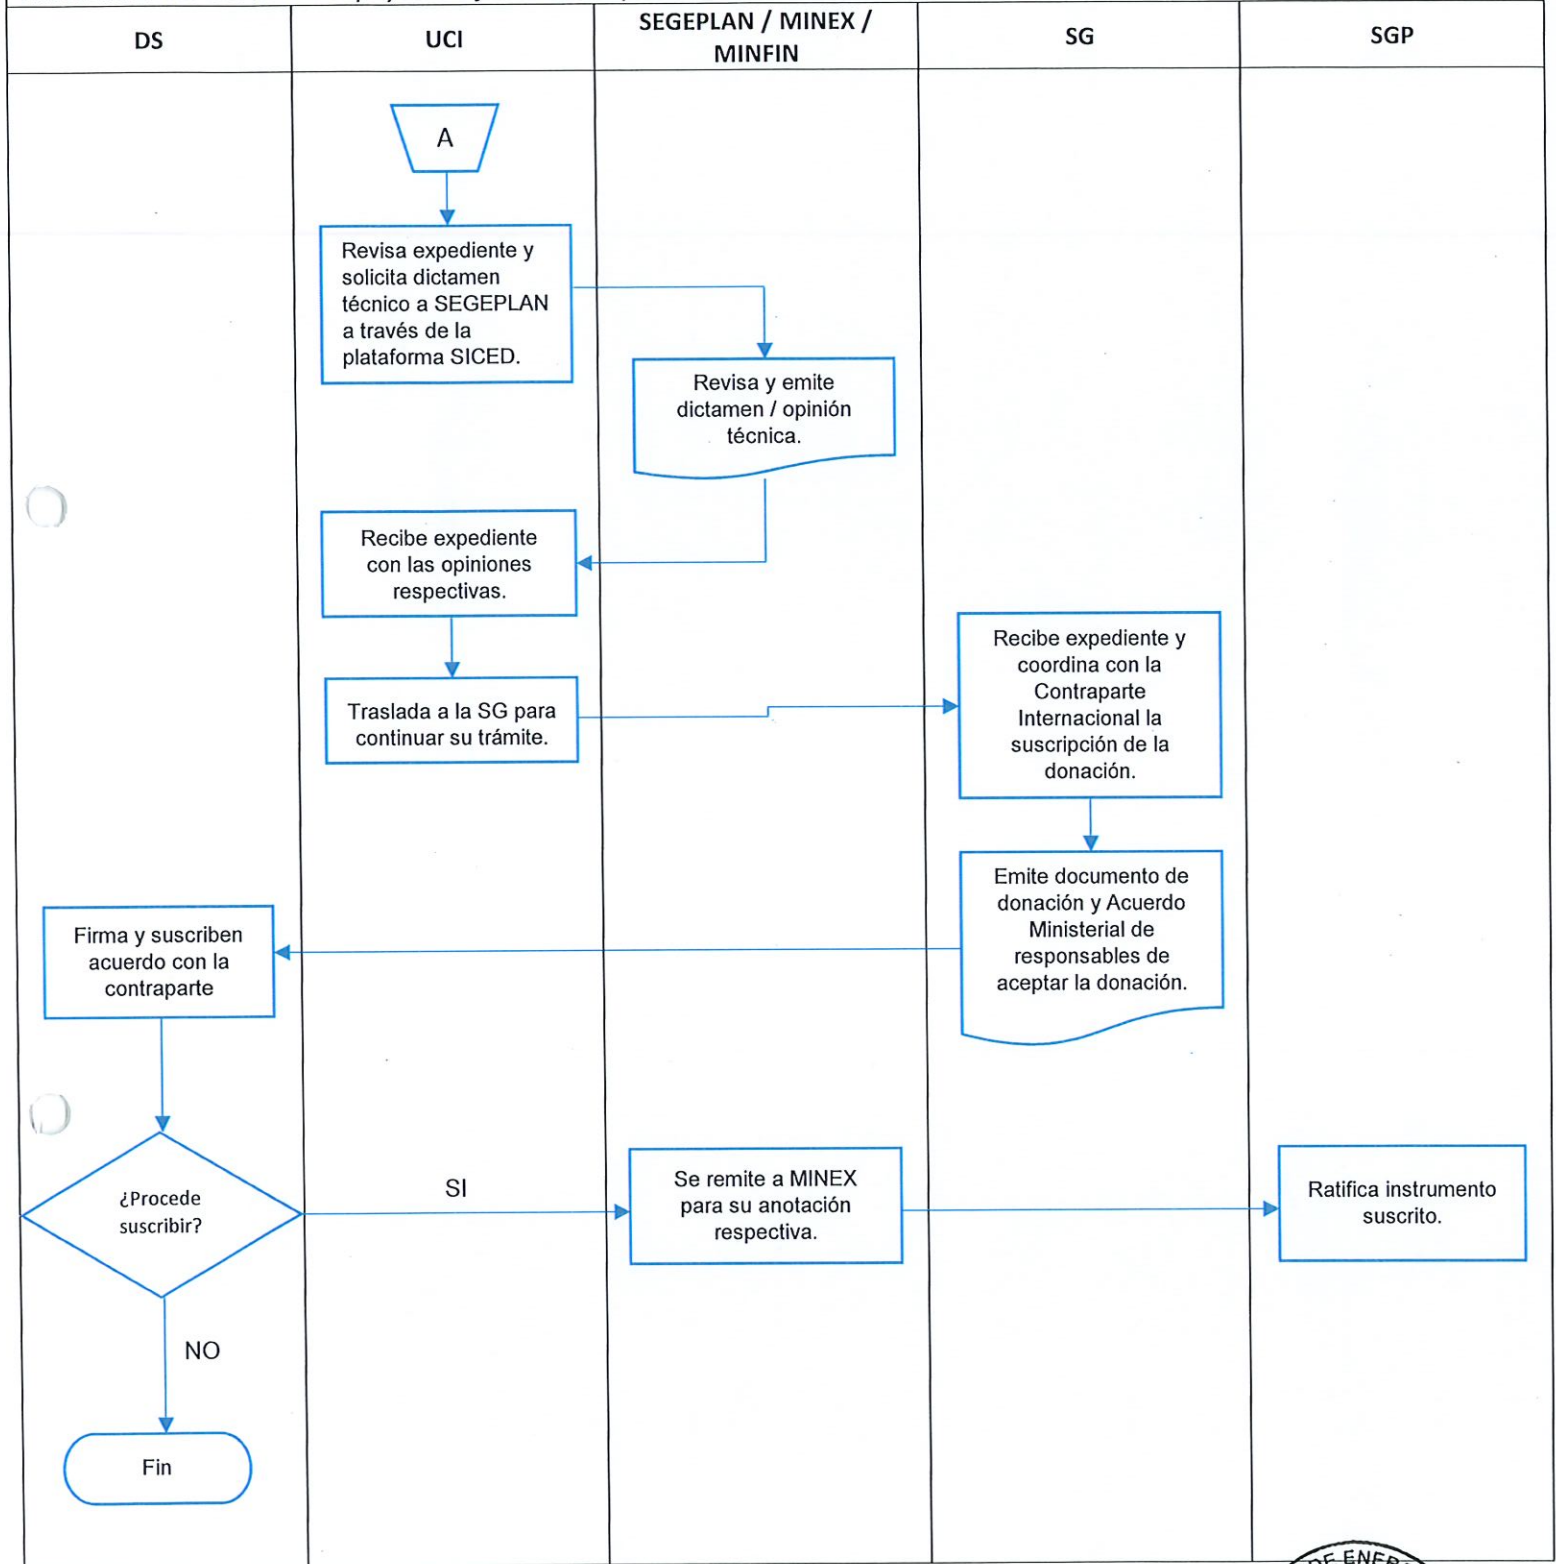 DS
UCI
SEGEPLAN / MINEX /
MINFIN
SG
SGP
A
Revisa expediente y
solicita dictamen
técnico a SEGEPLAN
a través de la
plataforma SICED.
Revisa y emite
dictamen / opinión
técnica.
Recibe expediente
con las opiniones
respectivas.
Traslada a la SG para
continuar su trámite.
Recibe expediente y
coordina con la
Contraparte
Internacional la
suscripción de la
donación.
Emite documento de
donación y Acuerdo
Ministerial de
responsables de
aceptar la donación.
Firma y suscriben
acuerdo con la
contraparte
¿Procede
suscribir?
SI
Se remite a MINEX
para su anotación
respectiva.
Ratifica instrumento
suscrito.
NO
Fin
DE ENER